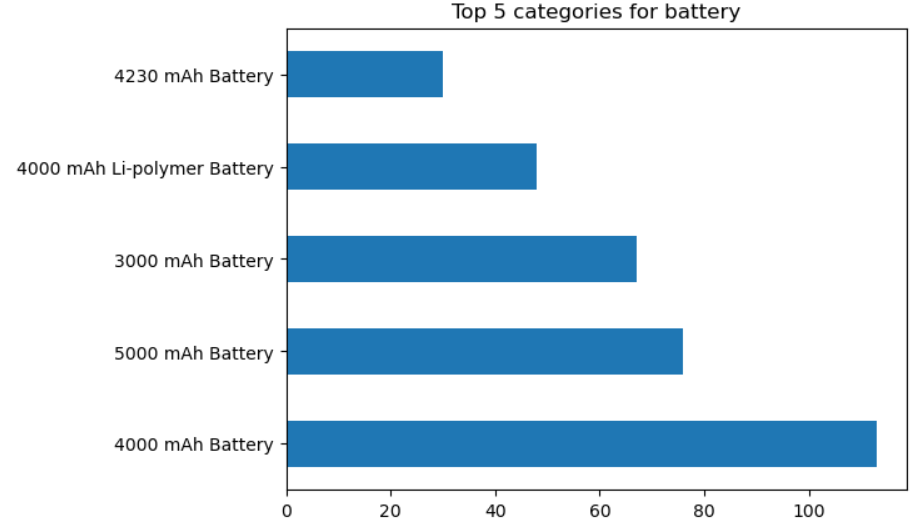 Top 5 categories for battery
4230 mAh Battery
4000 mAh Li-polymer Battery
3000 mAh Battery
5000 mAh Battery
4000 mAh Battery
0 20 40 60 80 100